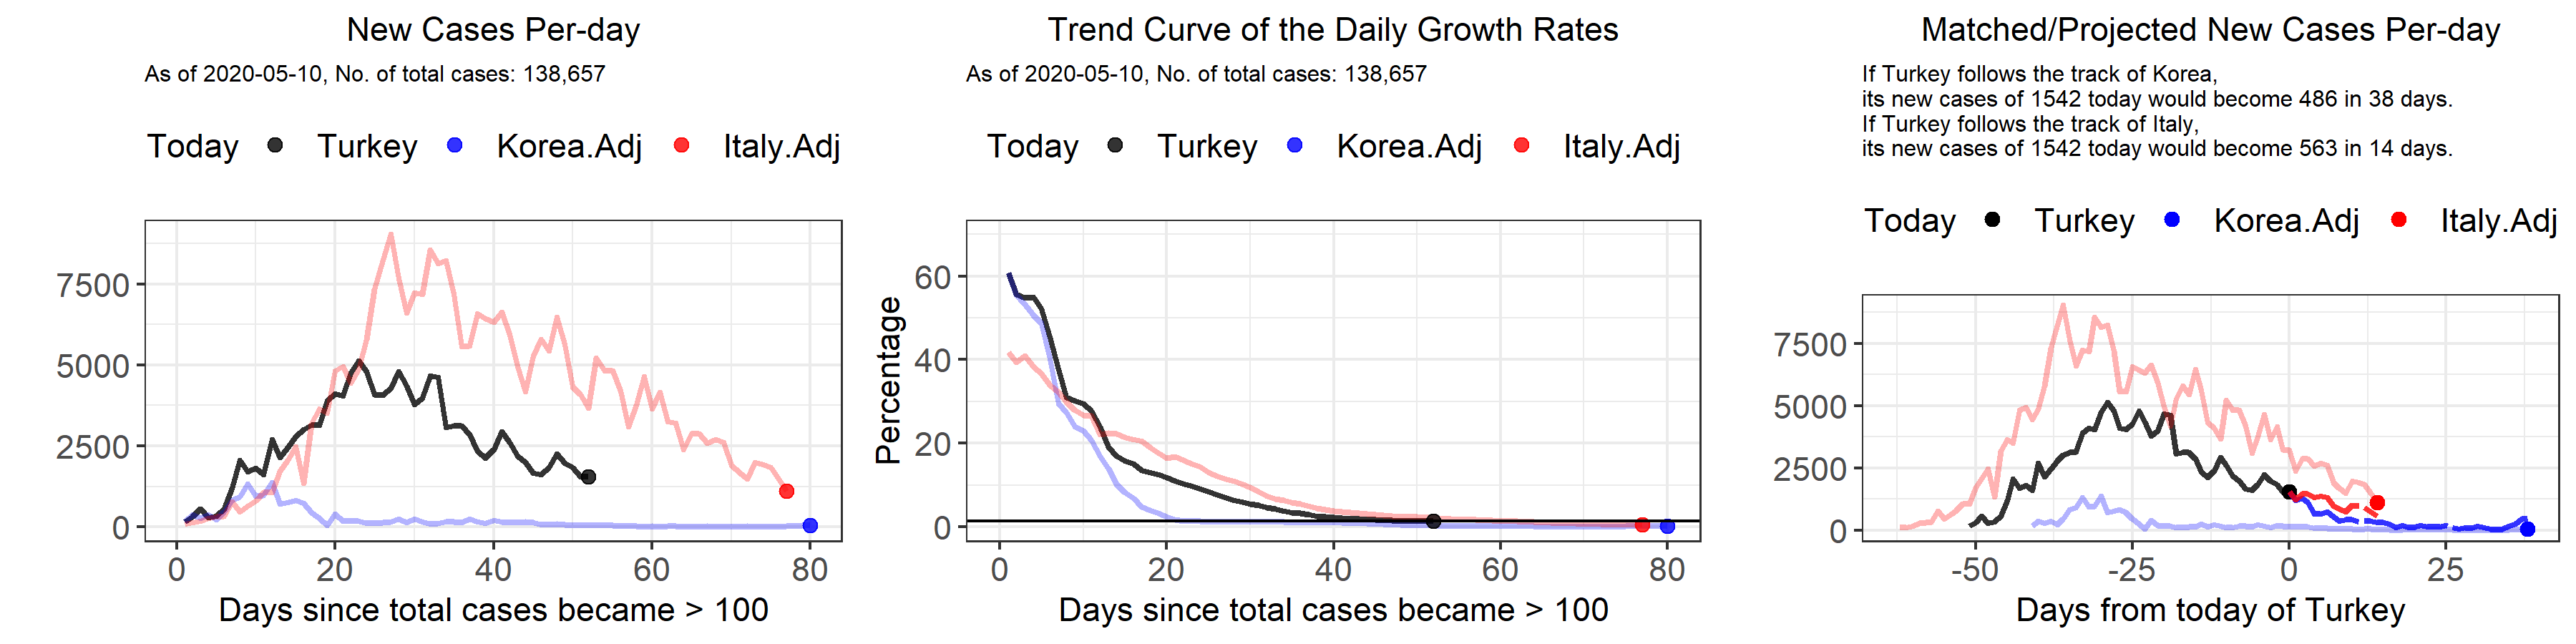 New Cases Per-day
As of 2020-05-10, No. of total cases: 138,657
Today Turkey Korea.Adj Italy.Adj
7500
5000
2500
0
0 20 40 60 80
Days since total cases became > 100
Trend Curve of the Daily Growth Rates
As of 2020-05-10, No. of total cases: 138,657
Today Turkey Korea.Adj Italy.Adj
Percentage
60
40
20
0
0 20 40 60 80
Days since total cases became > 100
Matched/Projected New Cases Per-day
If Turkey follows the track of Korea,
its new cases of 1542 today would become 486 in 38 days.
If Turkey follows the track of Italy,
its new cases of 1542 today would become 563 in 14 days.
Today Turkey Korea.Adj Italy.Adj
7500
5000
2500
0
-50 -25 0 25
Days from today of Turkey